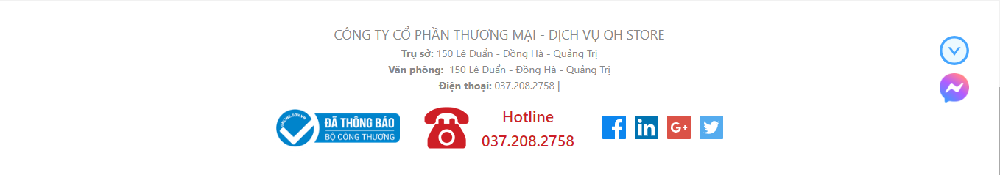 CÔNG TY CỔ PHẦN THƯƠNG MẠI - DỊCH VỤ QH STORE
Trụ sở: 150 Lê Duẩn - Đồng Hà - Quảng Trị
Văn phòng: 150 Lê Duẩn - Đồng Hà - Quảng Trị
Điện thoại: 037.208.2758 |
ONLINE.GOV.VN
ĐÃ THÔNG BÁO
BỘ CÔNG THƯƠNG
Hotline
037.208.2758
f
in
G+